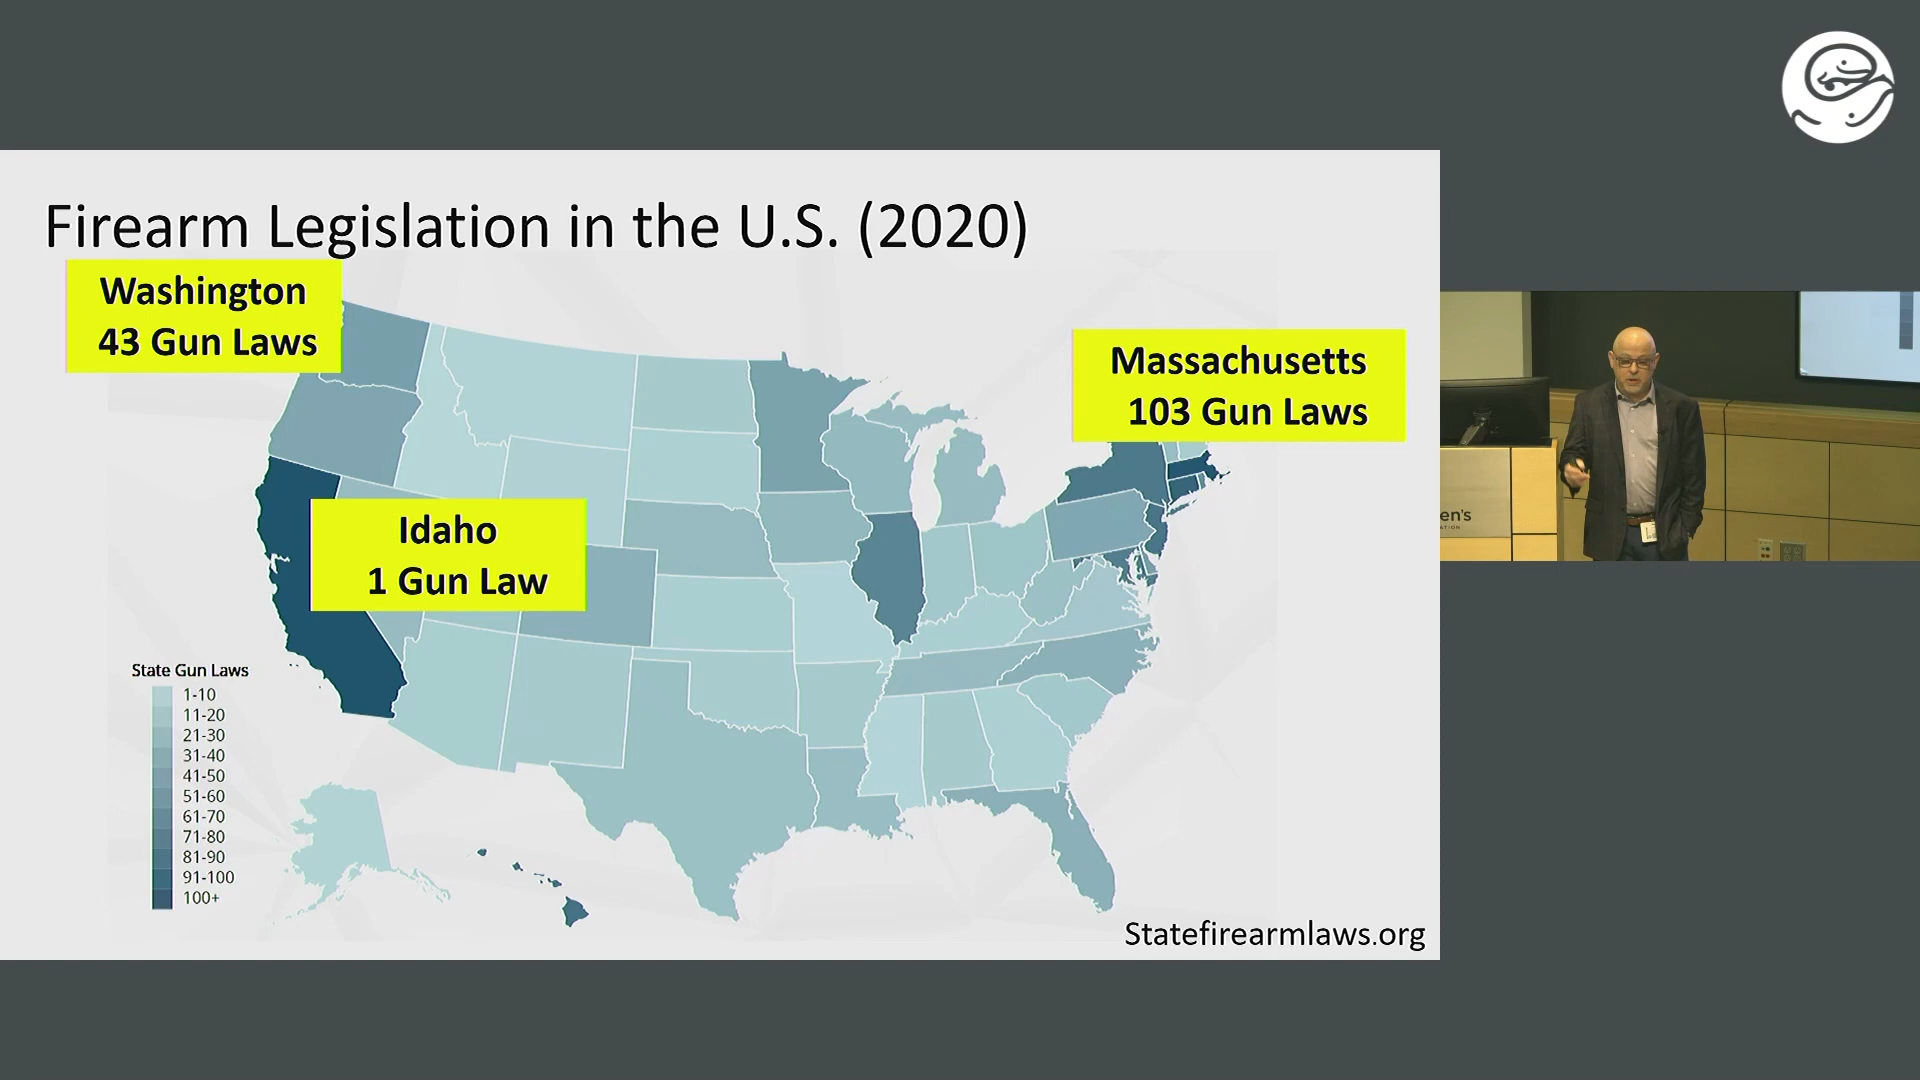 Firearm Legislation in the U.S. (2020)
Washington
43 Gun Laws
Massachusetts
103 Gun Laws
Idaho
1 Gun Law
State Gun Laws
1-10
11-20
21-30
31-40
41-50
51-60
61-70
71-80
81-90
91-100
100+
Statefirearmlaws.org
en's